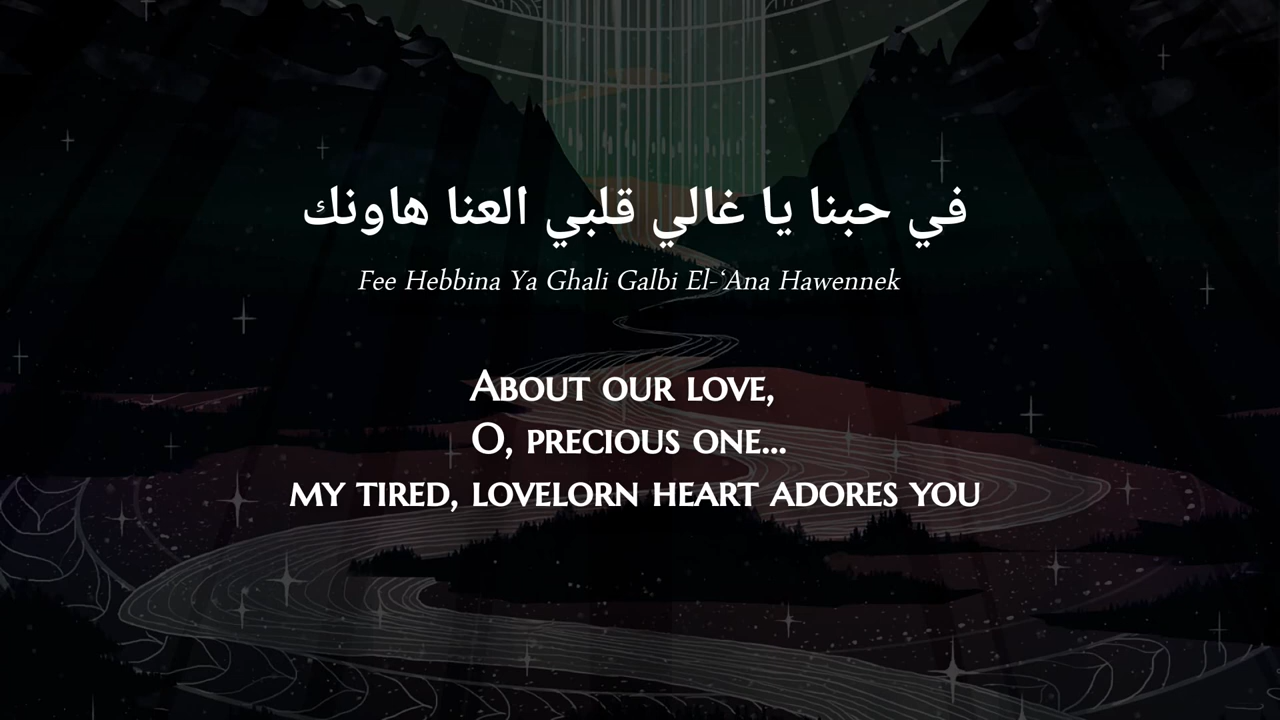 في حبنا يا غالي قلبي العنا هاونك
Fee Hebbina Ya Ghali Galbi El-‘Ana Hawennek
About our love,
O, precious one...
my tired, lovelorn heart adores you